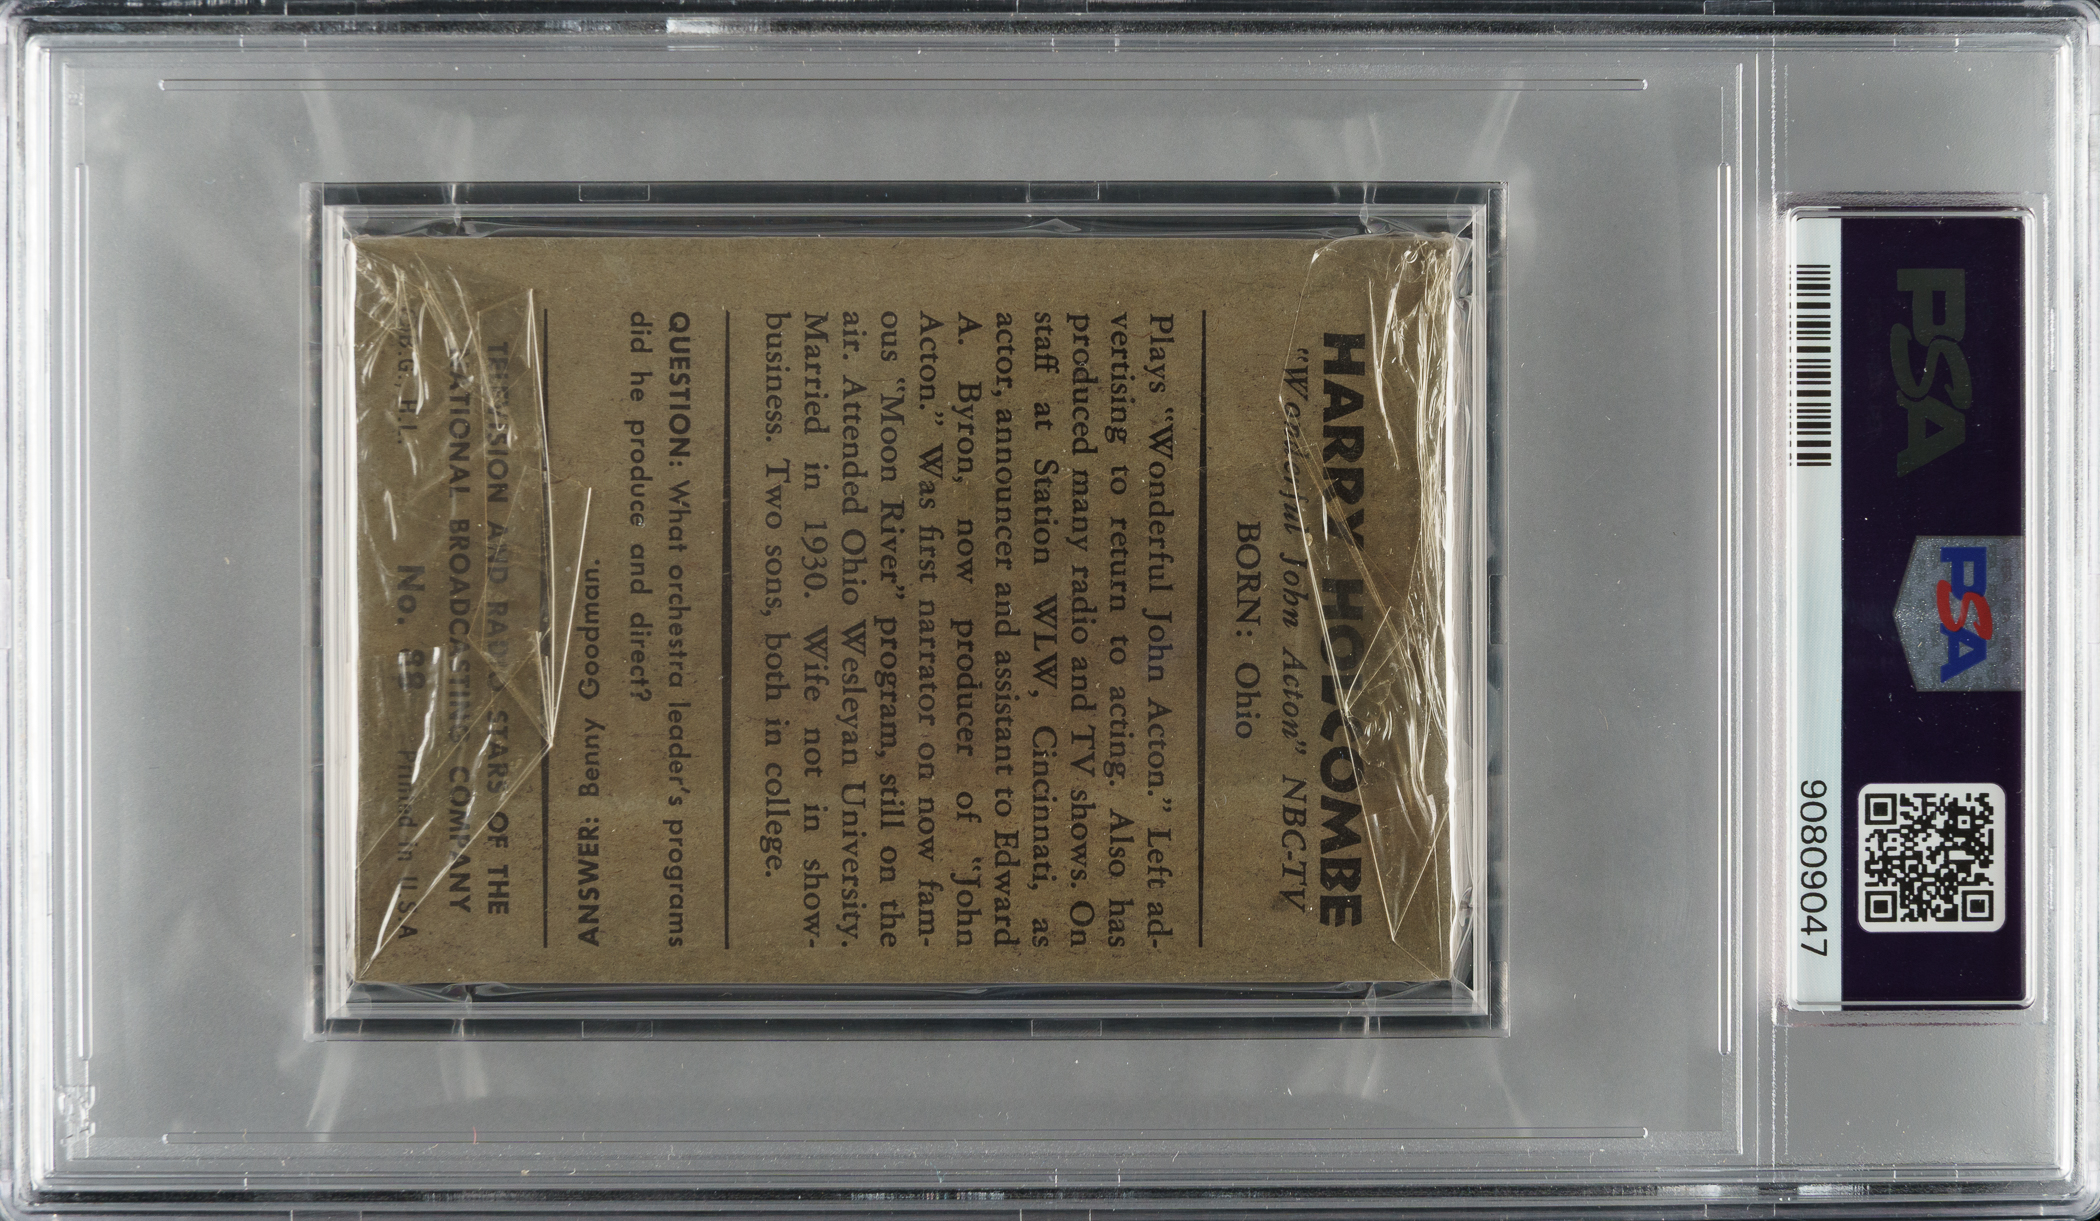 PSA
PSA
90809047
HARRY HOLCOMBE
"Wonderful John Acton" NBC-TV
BORN: Ohio
Plays "Wonderful John Acton." Left ad-
vertising to return to acting. Also has
produced many radio and TV shows. On
staff at Station WLW, Cincinnati, as
actor, announcer and assistant to Edward
A. Byron, now producer of "John
Acton." Was first narrator on now fam-
ous "Moon River" program, still on the
air. Attended Ohio Wesleyan University.
Married in 1930. Wife not in show-
business. Two sons, both in college.
QUESTION: What orchestra leader's programs
did he produce and direct?
ANSWER: Benny Goodman.
TELEVISION AND RADIO STARS OF THE
NATIONAL BROADCASTING COMPANY
No. Printed in U.S.A